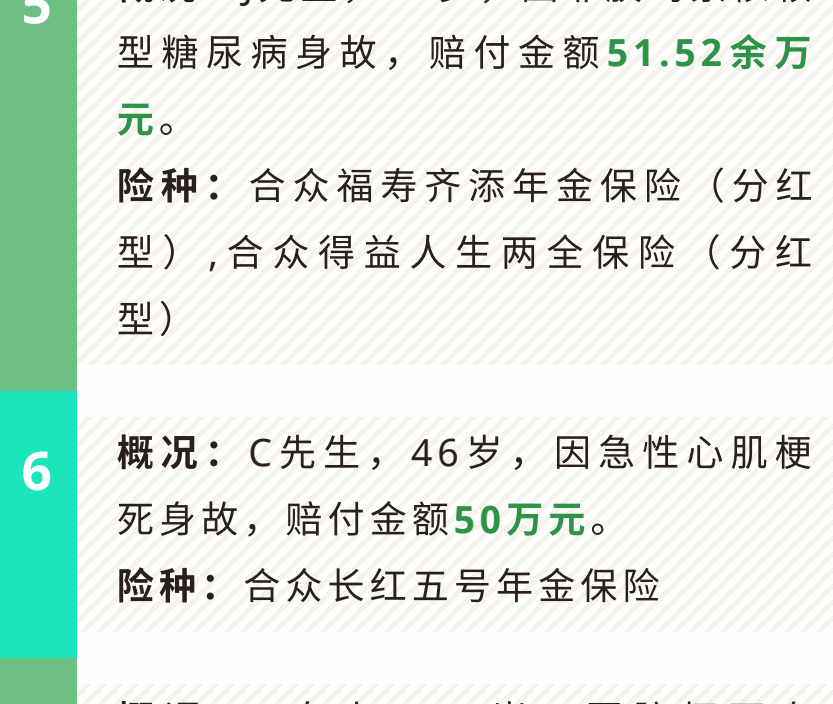 5
型糖尿病身故，赔付金额51.52余万
元。
险种：合众福寿齐添年金保险（分红
型）,合众得益人生两全保险（分红
型）
6
概况：C先生，46岁，因急性心肌梗
死身故，赔付金额50万元。
险种：合众长红五号年金保险